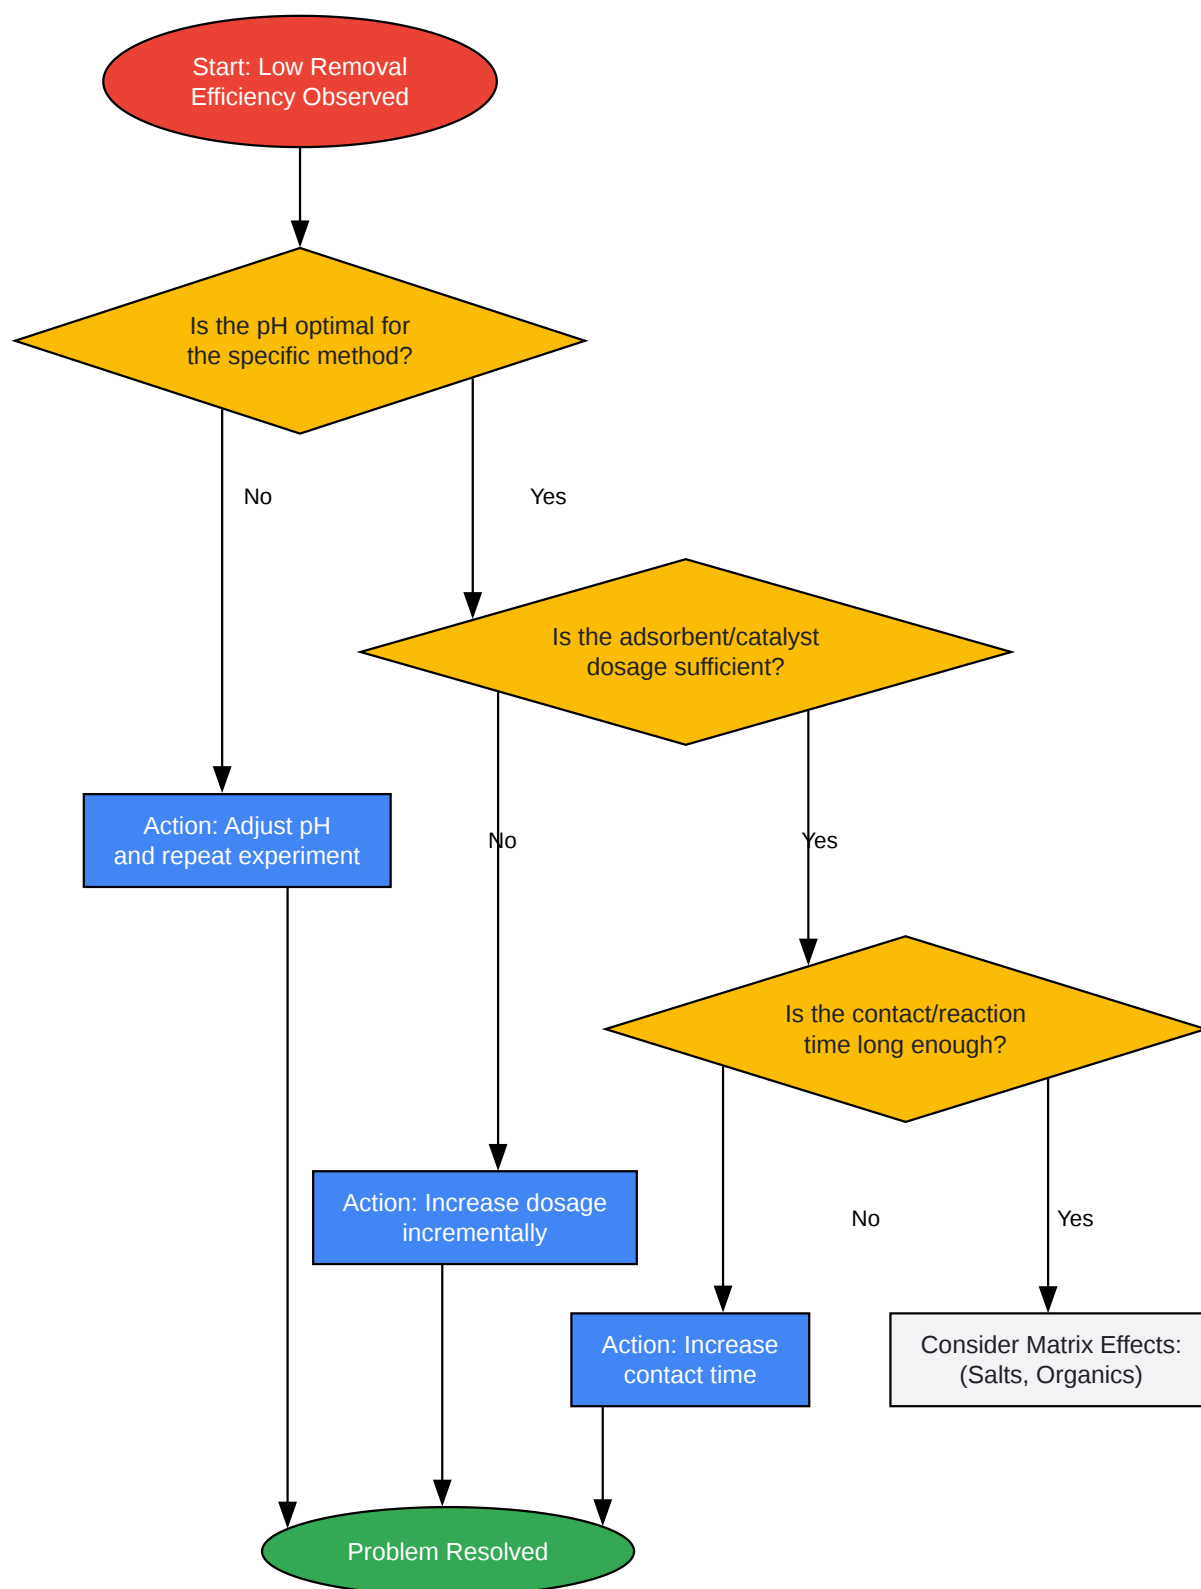 Start: Low Removal
Efficiency Observed
Is the pH optimal for
the specific method?
No
Yes
Is the adsorbent/catalyst
dosage sufficient?
Action: Adjust pH
and repeat experiment
No
Yes
Is the contact/reaction
time long enough?
Action: Increase dosage
incrementally
No
Yes
Action: Increase
contact time
Consider Matrix Effects:
(Salts, Organics)
Problem Resolved